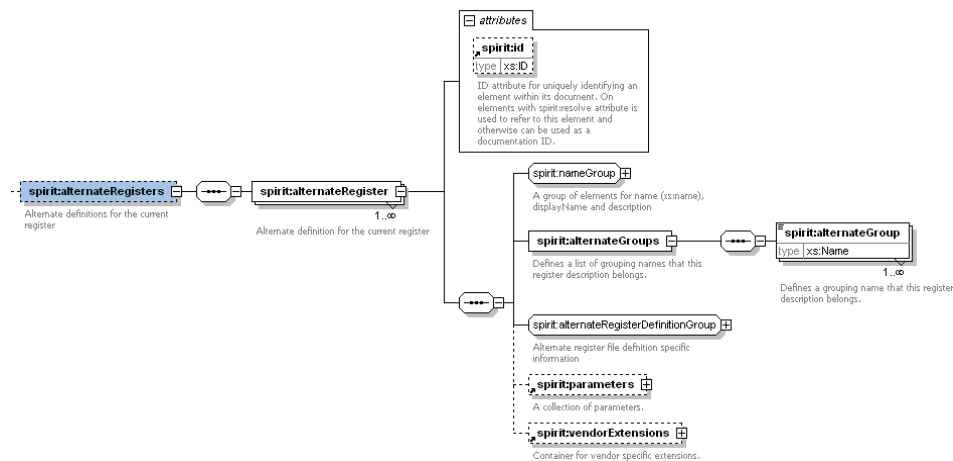 attributes
spirit:id
type xs:ID
ID attribute for uniquely identifying an
element within its document. On
elements with spirit:resolve attribute is
used to refer to this element and
otherwise can be used as a
documentation ID.
spirit:alternateRegisters
Alternate definitions for the current
register
spirit:alternateRegister
1..∞
Alternate definition for the current register
spirit:nameGroup
A group of elements for name (xs:name),
displayName and description
spirit:alternateGroups
Defines a list of grouping names that this
register description belongs.
spirit:alternateGroup
type xs:Name
1..∞
Defines a grouping name that this register
description belongs.
spirit:alternateRegisterDefinitionGroup
Alternate register file defnition specific
information
spirit:parameters
A collection of parameters.
spirit:vendorExtensions
Container for vendor specific extensions.